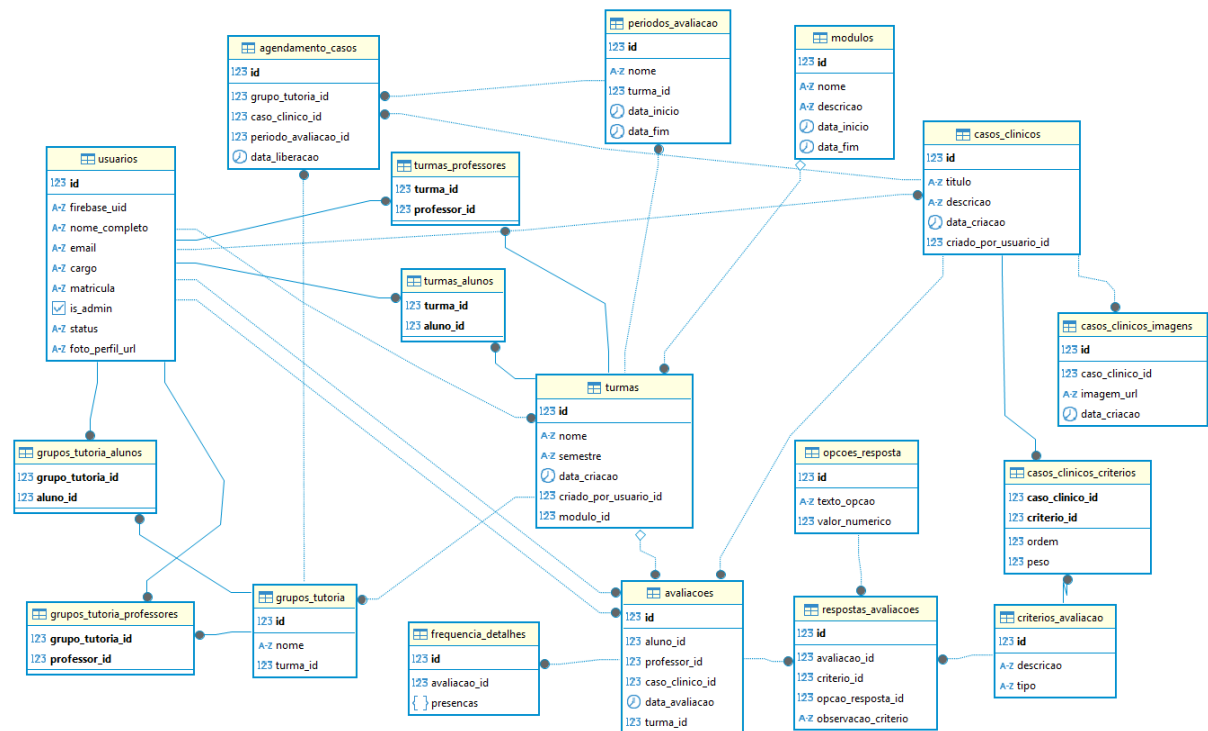 agendamento_casos
123 id
123 grupo_tutoria_id
123 caso_clinico_id
123 periodo_avaliacao_id
data_liberacao
periodos_avaliacao
123 id
A-Z nome
123 turma_id
data_inicio
data_fim
modulos
123 id
A-Z nome
A-Z descricao
data_inicio
data_fim
casos_clinicos
123 id
A-Z titulo
A-Z descricao
data_criacao
123 criado_por_usuario_id
usuarios
123 id
A-Z firebase_uid
A-Z nome_completo
A-Z email
A-Z cargo
A-Z matricula
is_admin
A-Z status
A-Z foto_perfil_url
turmas_professores
123 turma_id
123 professor_id
turmas_alunos
123 turma_id
123 aluno_id
casos_clinicos_imagens
123 id
123 caso_clinico_id
A-Z imagem_url
data_criacao
turmas
123 id
A-Z nome
A-Z semestre
data_criacao
123 criado_por_usuario_id
123 modulo_id
grupos_tutoria_alunos
123 grupo_tutoria_id
123 aluno_id
opcoes_resposta
123 id
A-Z texto_opcao
123 valor_numerico
casos_clinicos_criterios
123 caso_clinico_id
123 criterio_id
123 ordem
123 peso
grupos_tutoria_professores
123 grupo_tutoria_id
123 professor_id
grupos_tutoria
123 id
A-Z nome
123 turma_id
frequencia_detalhes
123 id
123 avaliacao_id
{ } presencas
avaliacoes
123 id
123 aluno_id
123 professor_id
123 caso_clinico_id
data_avaliacao
123 turma_id
respostas_avaliacoes
123 id
123 avaliacao_id
123 criterio_id
123 opcao_resposta_id
A-Z observacao_criterio
criterios_avaliacao
123 id
A-Z descricao
A-Z tipo